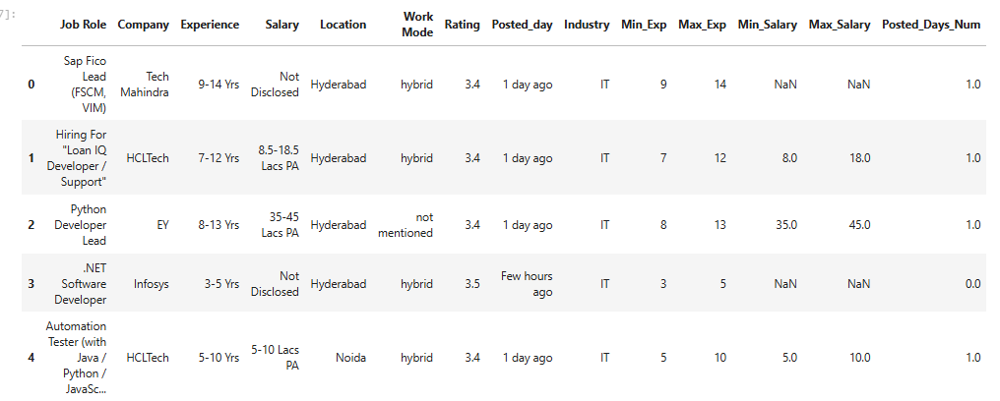 7]:
Job Role Company Experience Salary Location Work Mode Rating Posted_day Industry Min_Exp Max_Exp Min_Salary Max_Salary Posted_Days_Num
0 Sap Fico Lead (FSCM, VIM) Tech Mahindra 9-14 Yrs Not Disclosed Hyderabad hybrid 3.4 1 day ago IT 9 14 NaN NaN 1.0
1 Hiring For "Loan IQ Developer / Support" HCLTech 7-12 Yrs 8.5-18.5 Lacs PA Hyderabad hybrid 3.4 1 day ago IT 7 12 8.0 18.0 1.0
2 Python Developer Lead EY 8-13 Yrs 35-45 Lacs PA Hyderabad not mentioned 3.4 1 day ago IT 8 13 35.0 45.0 1.0
3 .NET Software Developer Infosys 3-5 Yrs Not Disclosed Hyderabad hybrid 3.5 Few hours ago IT 3 5 NaN NaN 0.0
4 Automation Tester (with Java / Python / JavaSc... HCLTech 5-10 Yrs 5-10 Lacs PA Noida hybrid 3.4 1 day ago IT 5 10 5.0 10.0 1.0